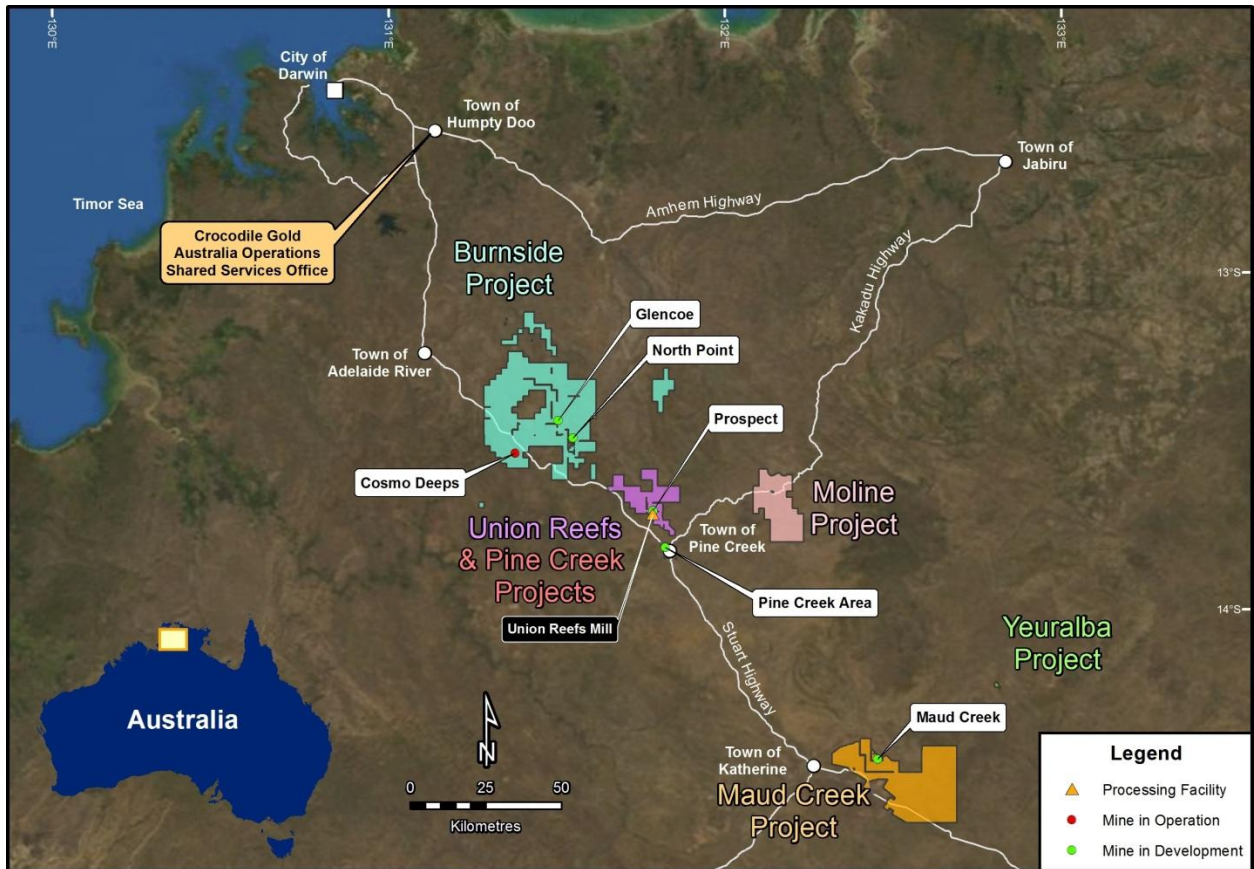 130°E
131°E
132°E
133°E
City of
Darwin
Town of
Humpty Doo
Town of
Jabiru
Timor Sea
Arnhem Highway
Crocodile Gold
Australia Operations
Shared Services Office
Kakadu Highway
Burnside
Project
13°S
Glencoe
North Point
Town of
Adelaide River
Prospect
Cosmo Deeps
Moline
Project
Union Reefs
& Pine Creek
Projects
Town of
Pine Creek
Pine Creek Area
14°S
Union Reefs Mill
Yeuralba
Project
Stuart Highway
Australia
N
Maud Creek
0 25 50
Kilometres
Town of
Katherine
Maud Creek
Project
Legend
Processing Facility
Mine in Operation
Mine in Development